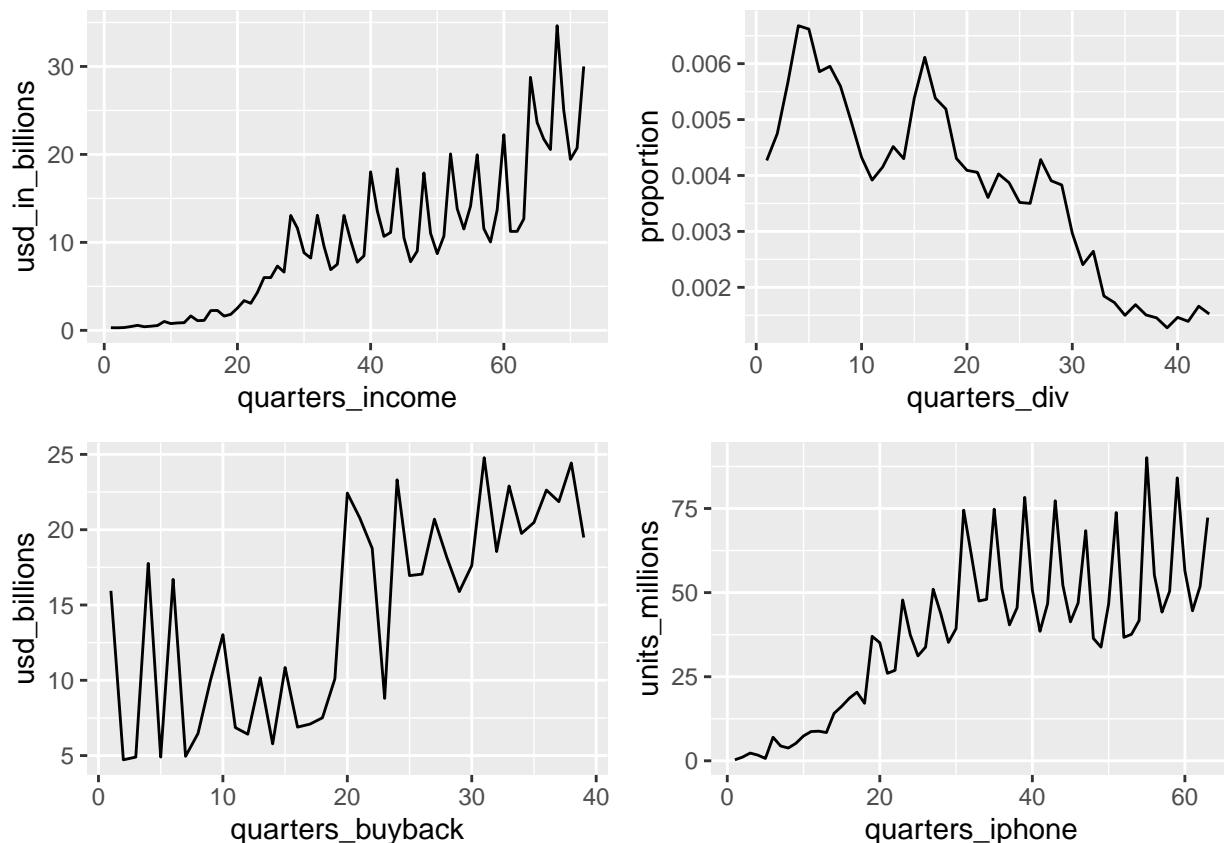 usd_in_billions
30
20
10
0
0 20 40 60
quarters_income
proportion
0.006
0.005
0.004
0.003
0.002
0 10 20 30 40
quarters_div
usd_billions
25
20
15
10
5
0 10 20 30 40
quarters_buyback
units_millions
75
50
25
0
0 20 40 60
quarters_iphone